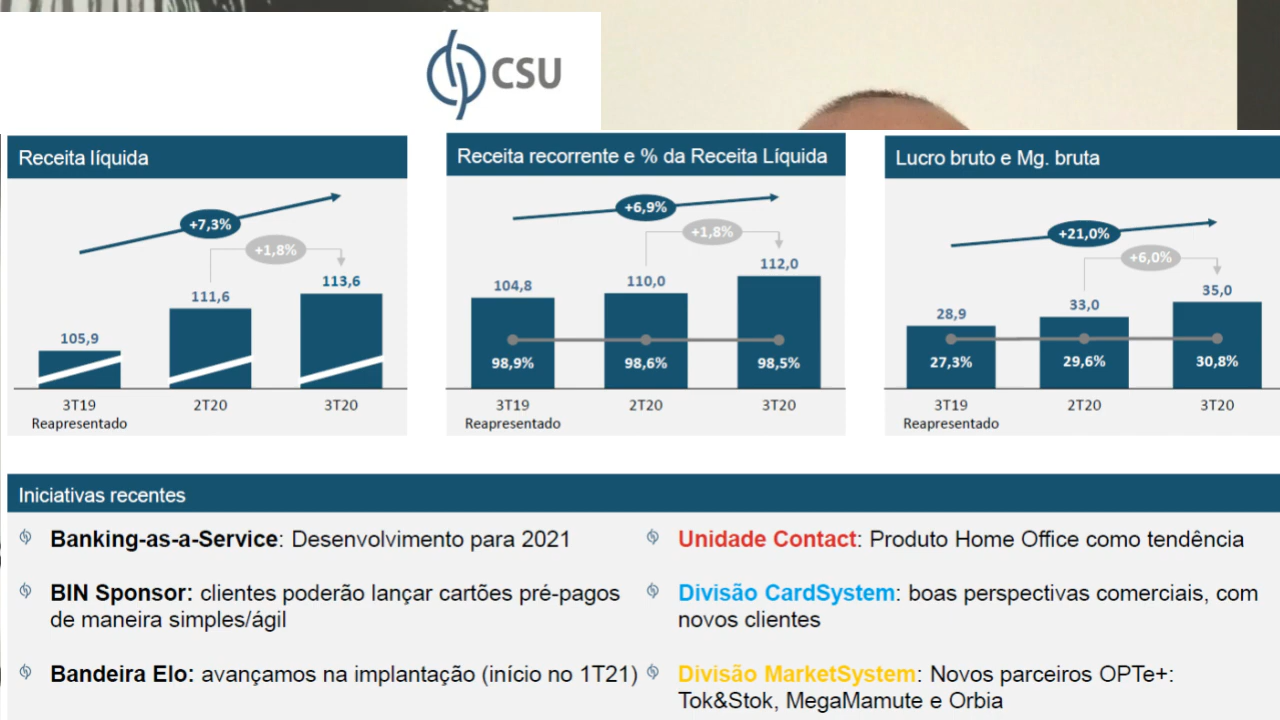 CSU
Receita líquida
+7,3%
+1,8%
105,9
111,6
113,6
3T19
Reapresentado
2T20
3T20
Receita recorrente e % da Receita Líquida
+6,9%
+1,8%
104,8
110,0
112,0
98,9%
98,6%
98,5%
3T19
Reapresentado
2T20
3T20
Lucro bruto e Mg. bruta
+21,0%
+6,0%
28,9
33,0
35,0
27,3%
29,6%
30,8%
3T19
Reapresentado
2T20
3T20
Iniciativas recentes
Banking-as-a-Service: Desenvolvimento para 2021
BIN Sponsor: clientes poderão lançar cartões pré-pagos
de maneira simples/ágil
Bandeira Elo: avançamos na implantação (início no 1T21)
Unidade Contact: Produto Home Office como tendência
Divisão CardSystem: boas perspectivas comerciais, com
novos clientes
Divisão MarketSystem: Novos parceiros OPTe+:
Tok&Stok, MegaMamute e Orbia